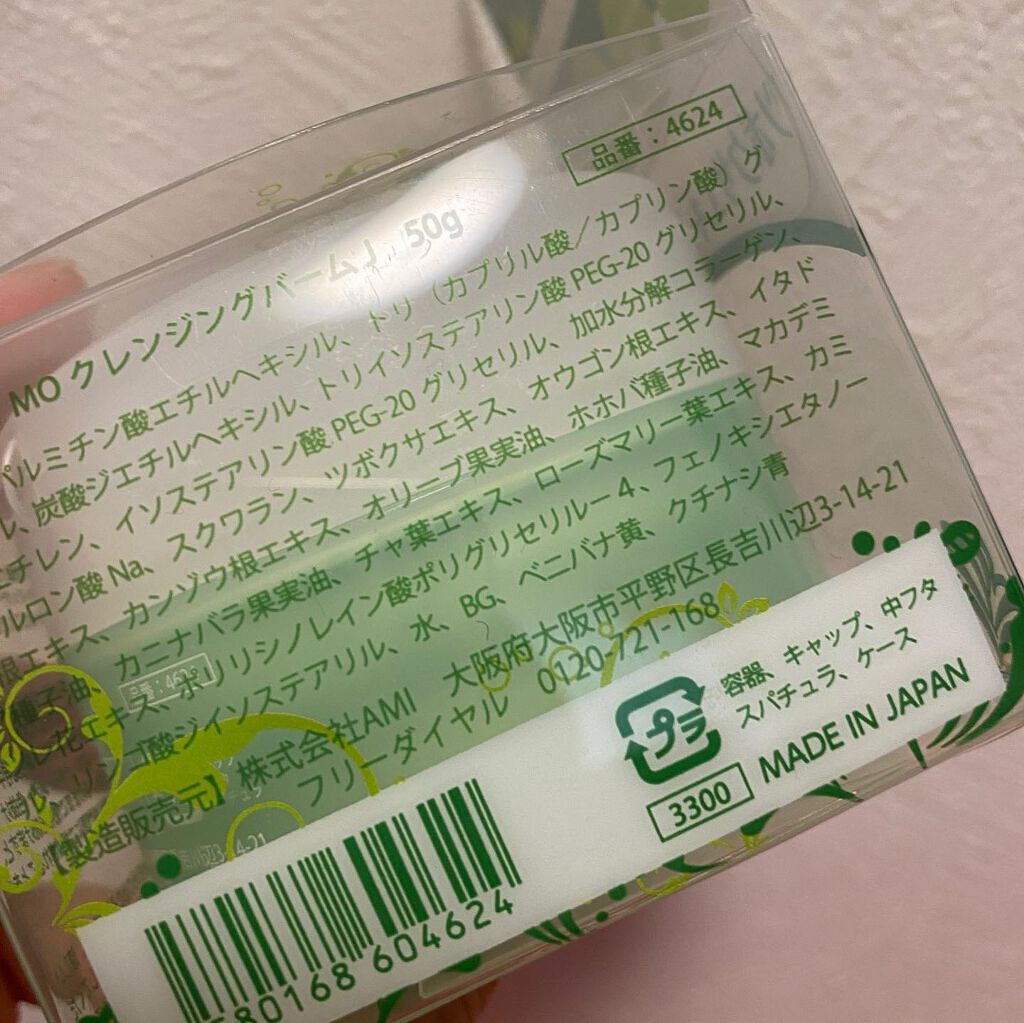 品番：4624
MO クレンジングバームJ 50g
パルミチン酸エチルヘキシル、トリ（カプリル酸／カプリン酸）グ
ル、炭酸ジエチルヘキシル、トリイソステアリン酸PEG-20 グリセリル、
エチレン、イソステアリン酸PEG-20 グリセリル、加水分解コラーゲン、
ルロン酸Na、スクワラン、ツボクサエキス、オウゴン根エキス、イタド
根エキス、カンゾウ根エキス、オリーブ果実油、ホホバ種子油、マカデミ
種子油、カニナバラ果実油、チャ葉エキス、ローズマリー葉エキス、カミ
レ花エキス、ポリリシノレイン酸ポリグリセリル-4、フェノキシエタノー
リンゴ酸ジイソステアリル、水、BG、ベニバナ黄、クチナシ青
【製造販売元】株式会社AMI 大阪府大阪市平野区長吉川辺3-14-21
フリーダイヤル 0120-721-168
プラ
容器、キャップ、中フタ
スパチュラ、ケース
3300
MADE IN JAPAN
580168 604624